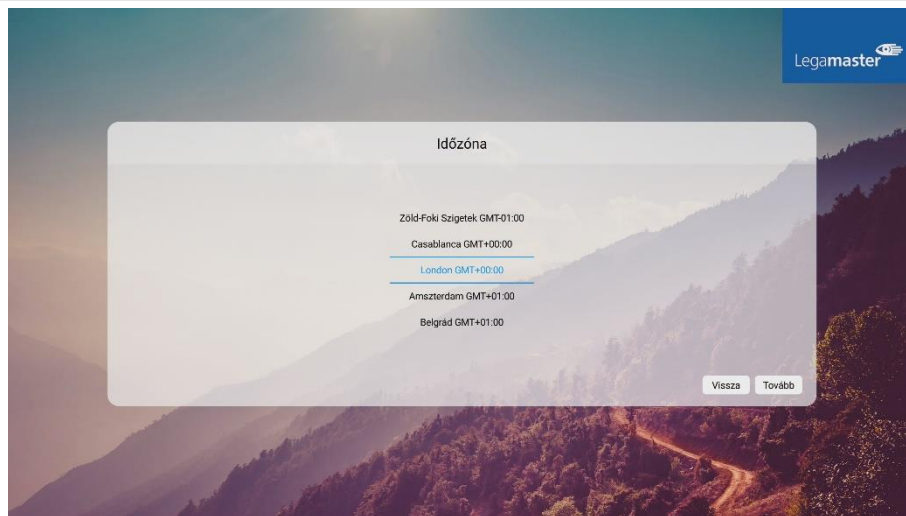 Legamaster
Időzóna
Zöld-Foki Szigetek GMT-01:00
Casablanca GMT+00:00
London GMT+00:00
Amszterdam GMT+01:00
Belgrád GMT+01:00
Vissza Tovább